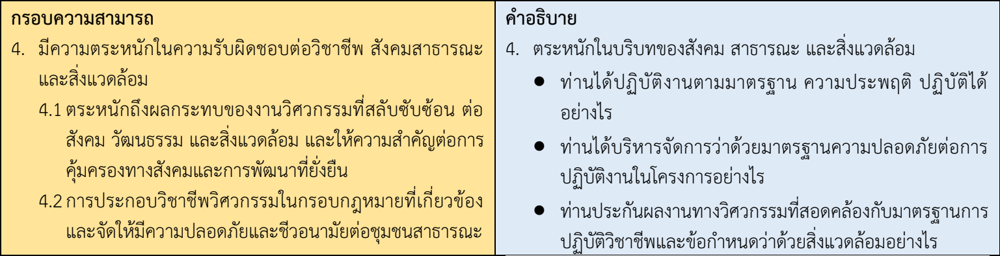 กรอบความสามารถ
4. มีความตระหนักในความรับผิดชอบต่อวิชาชีพ สังคมสาธารณะ
และสิ่งแวดล้อม
4.1 ตระหนักถึงผลกระทบของงานวิศวกรรมที่สลับซับซ้อน ต่อ
สังคม วัฒนธรรม และสิ่งแวดล้อม และให้ความสำคัญต่อการ
คุ้มครองทางสังคมและการพัฒนาที่ยั่งยืน
4.2 การประกอบวิชาชีพวิศวกรรมในกรอบกฎหมายที่เกี่ยวข้อง
และจัดให้มีความปลอดภัยและชีวอนามัยต่อชุมชนสาธารณะ
คำอธิบาย
4. ตระหนักในบริบทของสังคม สาธารณะ และสิ่งแวดล้อม
● ท่านได้ปฏิบัติงานตามมาตรฐาน ความประพฤติ ปฏิบัติได้
อย่างไร
● ท่านได้บริหารจัดการว่าด้วยมาตรฐานความปลอดภัยต่อการ
ปฏิบัติงานในโครงการอย่างไร
● ท่านประกันผลงานทางวิศวกรรมที่สอดคล้องกับมาตรฐานการ
ปฏิบัติวิชาชีพและข้อกำหนดว่าด้วยสิ่งแวดล้อมอย่างไร